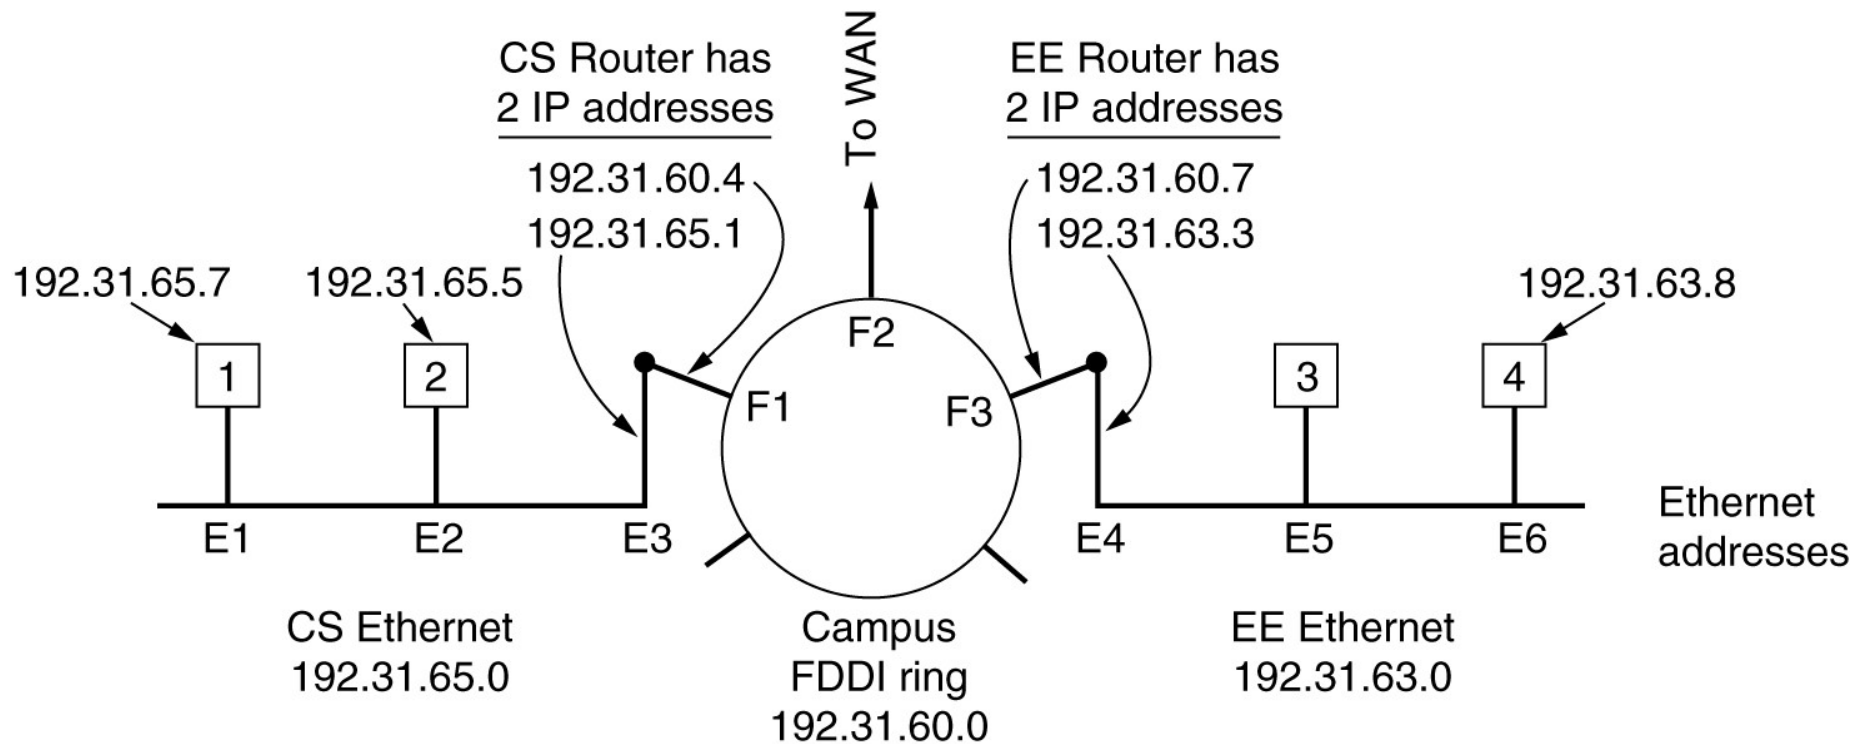 CS Router has
2 IP addresses
192.31.60.4
192.31.65.1
To WAN
EE Router has
2 IP addresses
192.31.60.7
192.31.63.3
192.31.65.7
192.31.65.5
192.31.63.8
1
2
F2
F1
F3
3
4
E1
E2
E3
E4
E5
E6
Ethernet
addresses
CS Ethernet
192.31.65.0
Campus
FDDI ring
192.31.60.0
EE Ethernet
192.31.63.0